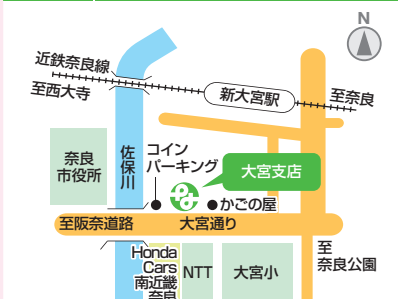 N
近鉄奈良線
至西大寺
新大宮駅
至奈良
奈良
市役所
佐保川
コイン
パーキング
大宮支店
かごの屋
至阪奈道路
大宮通り
至
奈良公園
Honda
Cars
南近畿
奈良
NTT
大宮小